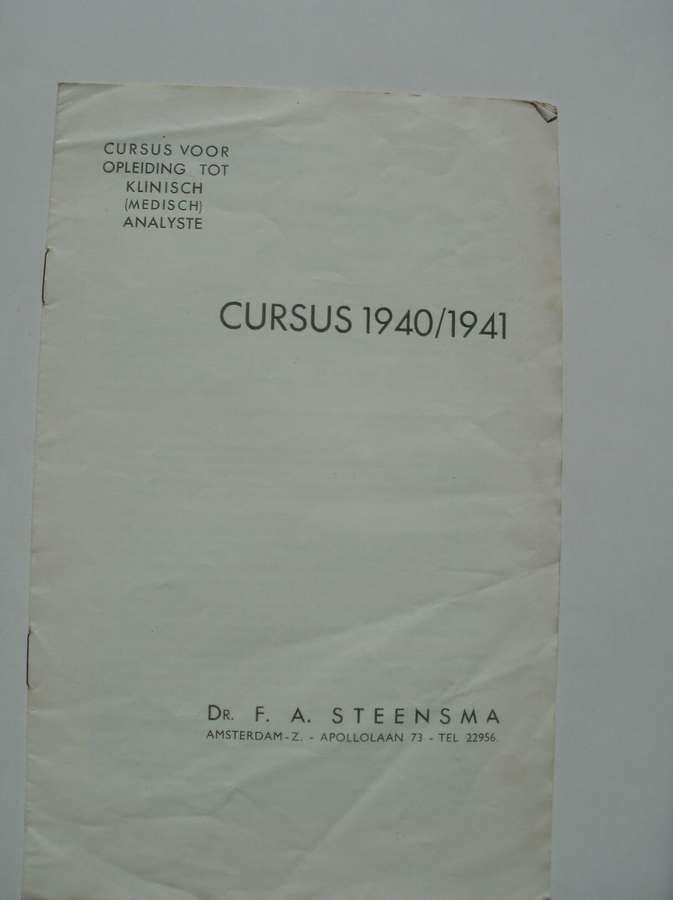 CURSUS VOOR
OPLEIDING TOT
KLINISCH
(MEDISCH)
ANALYSTE
CURSUS 1940/1941
DR. F. A. STEENSMA
AMSTERDAM-Z. - APOLLOLAAN 73 - TEL 22956.